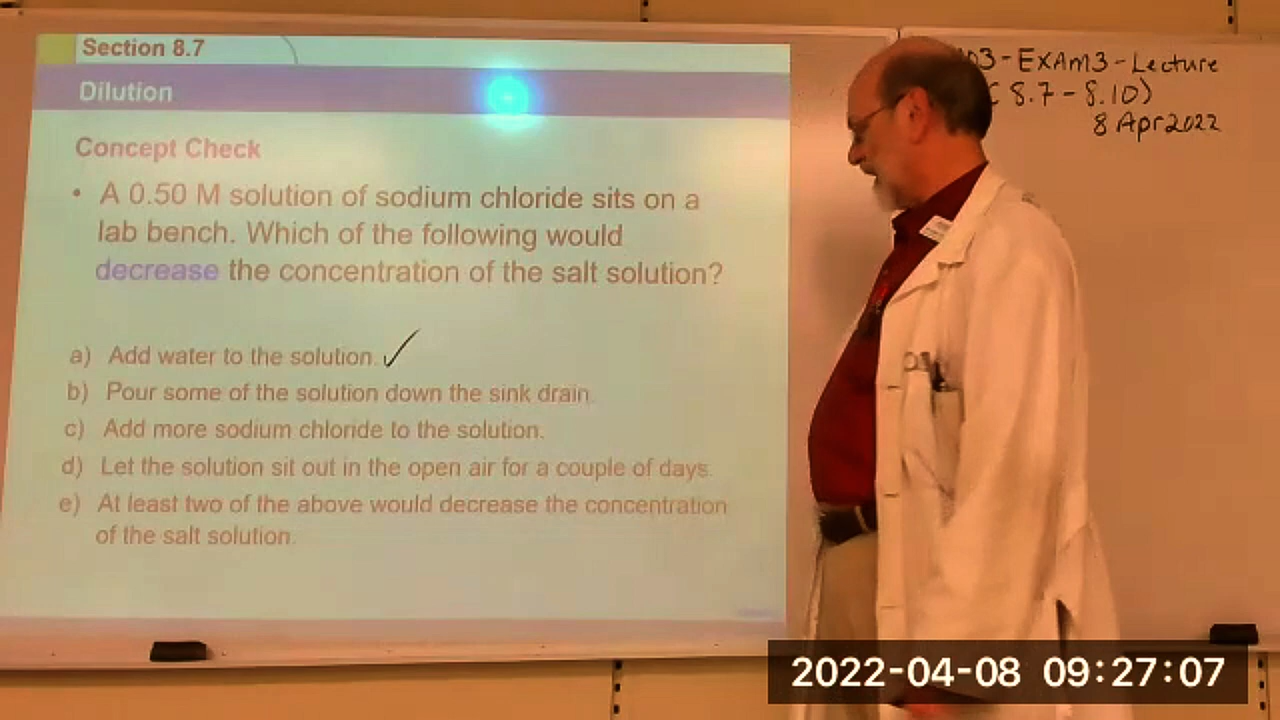 Section 8.7
Dilution
Concept Check
• A 0.50 M solution of sodium chloride sits on a
lab bench. Which of the following would
decrease the concentration of the salt solution?
a) Add water to the solution. ✓
b) Pour some of the solution down the sink drain.
c) Add more sodium chloride to the solution.
d) Let the solution sit out in the open air for a couple of days.
e) At least two of the above would decrease the concentration
of the salt solution.
03-EXAM3-Lecture
8.7-8.10)
8 Apr 2022
2022-04-08 09:27:07